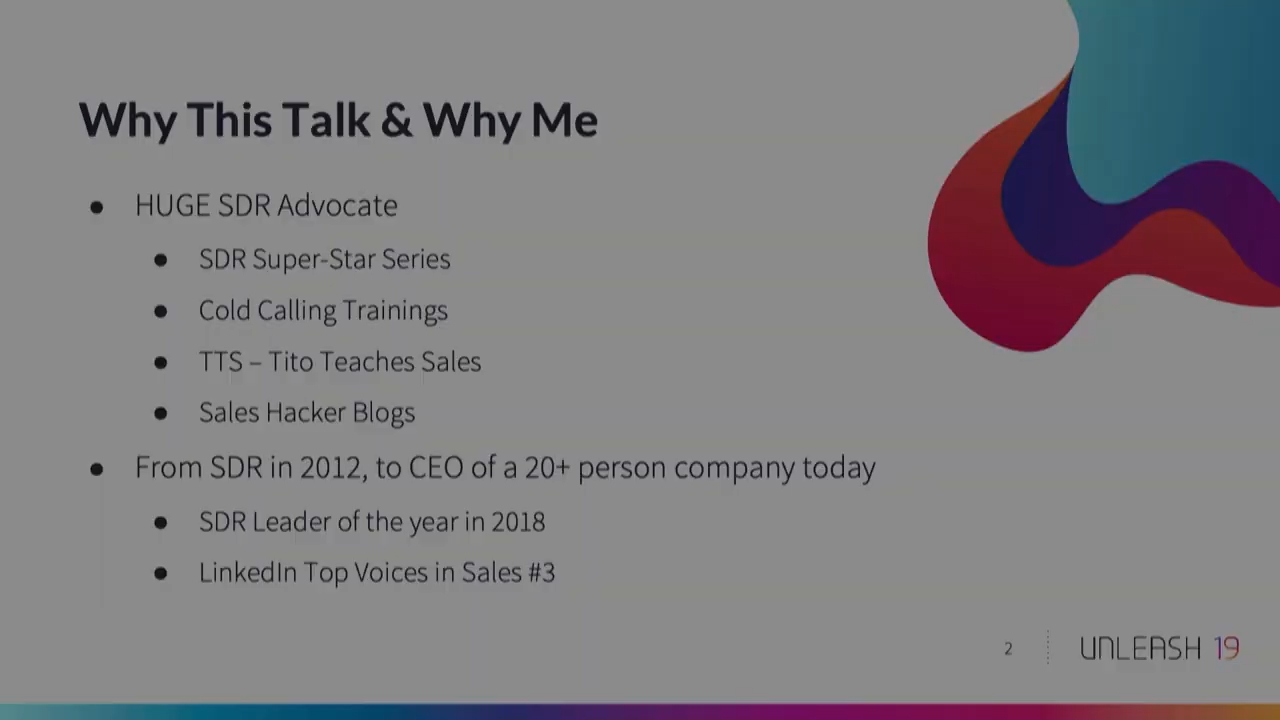 Why This Talk & Why Me
● HUGE SDR Advocate
● SDR Super-Star Series
● Cold Calling Trainings
● TTS – Tito Teaches Sales
● Sales Hacker Blogs
● From SDR in 2012, to CEO of a 20+ person company today
● SDR Leader of the year in 2018
● LinkedIn Top Voices in Sales #3
2
UNLEASH 19